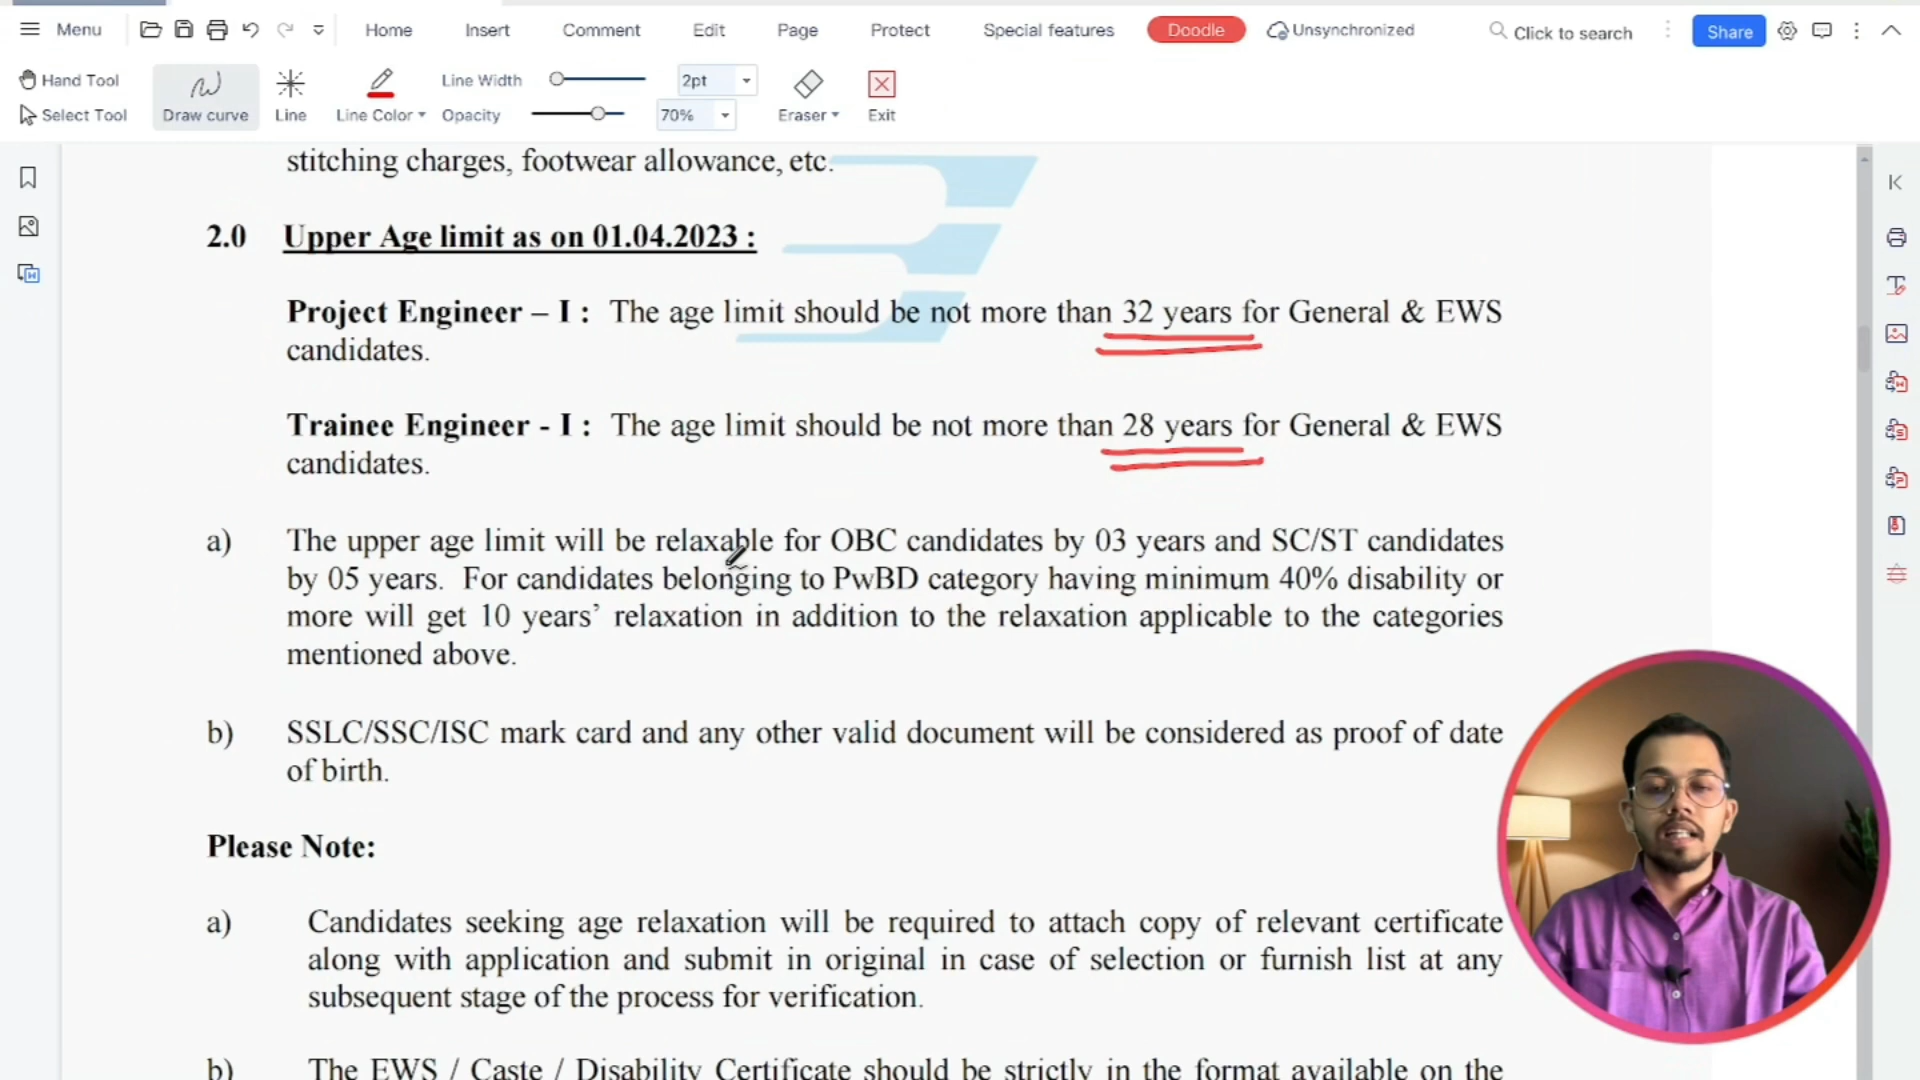 Menu
Home
Insert
Comment
Edit
Page
Protect
Special features
Doodle
Unsynchronized
Click to search
Share
Hand Tool
Select Tool
Draw curve
Line
Line Color
Line Width
2pt
Opacity
70%
Eraser
Exit
stitching charges, footwear allowance, etc.
2.0 Upper Age limit as on 01.04.2023 :
Project Engineer – I : The age limit should be not more than 32 years for General & EWS
candidates.
Trainee Engineer - I : The age limit should be not more than 28 years for General & EWS
candidates.
a) The upper age limit will be relaxable for OBC candidates by 03 years and SC/ST candidates
by 05 years. For candidates belonging to PwBD category having minimum 40% disability or
more will get 10 years’ relaxation in addition to the relaxation applicable to the categories
mentioned above.
b) SSLC/SSC/ISC mark card and any other valid document will be considered as proof of date
of birth.
Please Note:
a) Candidates seeking age relaxation will be required to attach copy of relevant certificate
along with application and submit in original in case of selection or furnish list at any
subsequent stage of the process for verification.
b) The EWS / Caste / Disability Certificate should be strictly in the format available on the